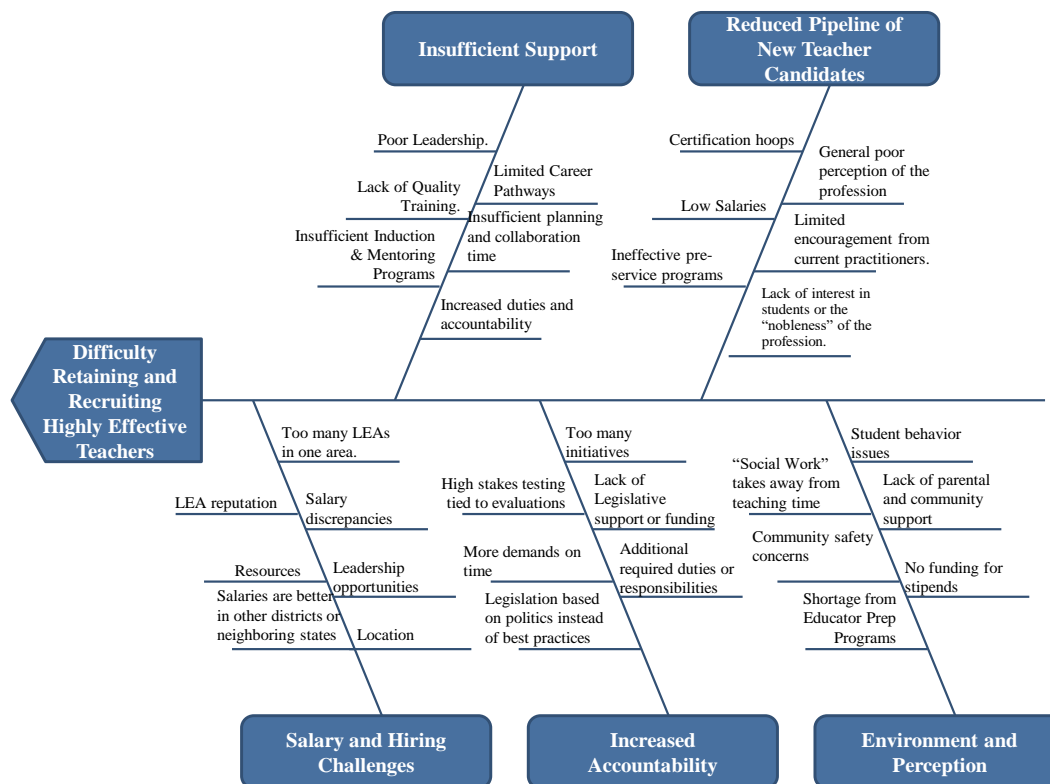 Insufficient Support
Reduced Pipeline of
New Teacher
Candidates
Poor Leadership.
Limited Career
Pathways
Lack of Quality
Training.
Insufficient planning
and collaboration
time
Insufficient Induction
& Mentoring
Programs
Increased duties and
accountability
Certification hoops
General poor
perception of the
profession
Low Salaries
Limited
encouragement from
current practitioners.
Ineffective pre-
service programs
Lack of interest in
students or the
“nobleness” of the
profession.
Difficulty
Retaining and
Recruiting
Highly Effective
Teachers
Too many LEAs
in one area.
LEA reputation
Salary
discrepancies
Resources
Leadership
opportunities
Salaries are better
in other districts or
neighboring states
Location
Too many
initiatives
High stakes testing
tied to evaluations
Lack of
Legislative
support or funding
More demands on
time
Additional
required duties or
responsibilities
Legislation based
on politics instead
of best practices
Student behavior
issues
“Social Work”
takes away from
teaching time
Lack of parental
and community
support
Community safety
concerns
No funding for
stipends
Shortage from
Educator Prep
Programs
Salary and Hiring
Challenges
Increased
Accountability
Environment and
Perception